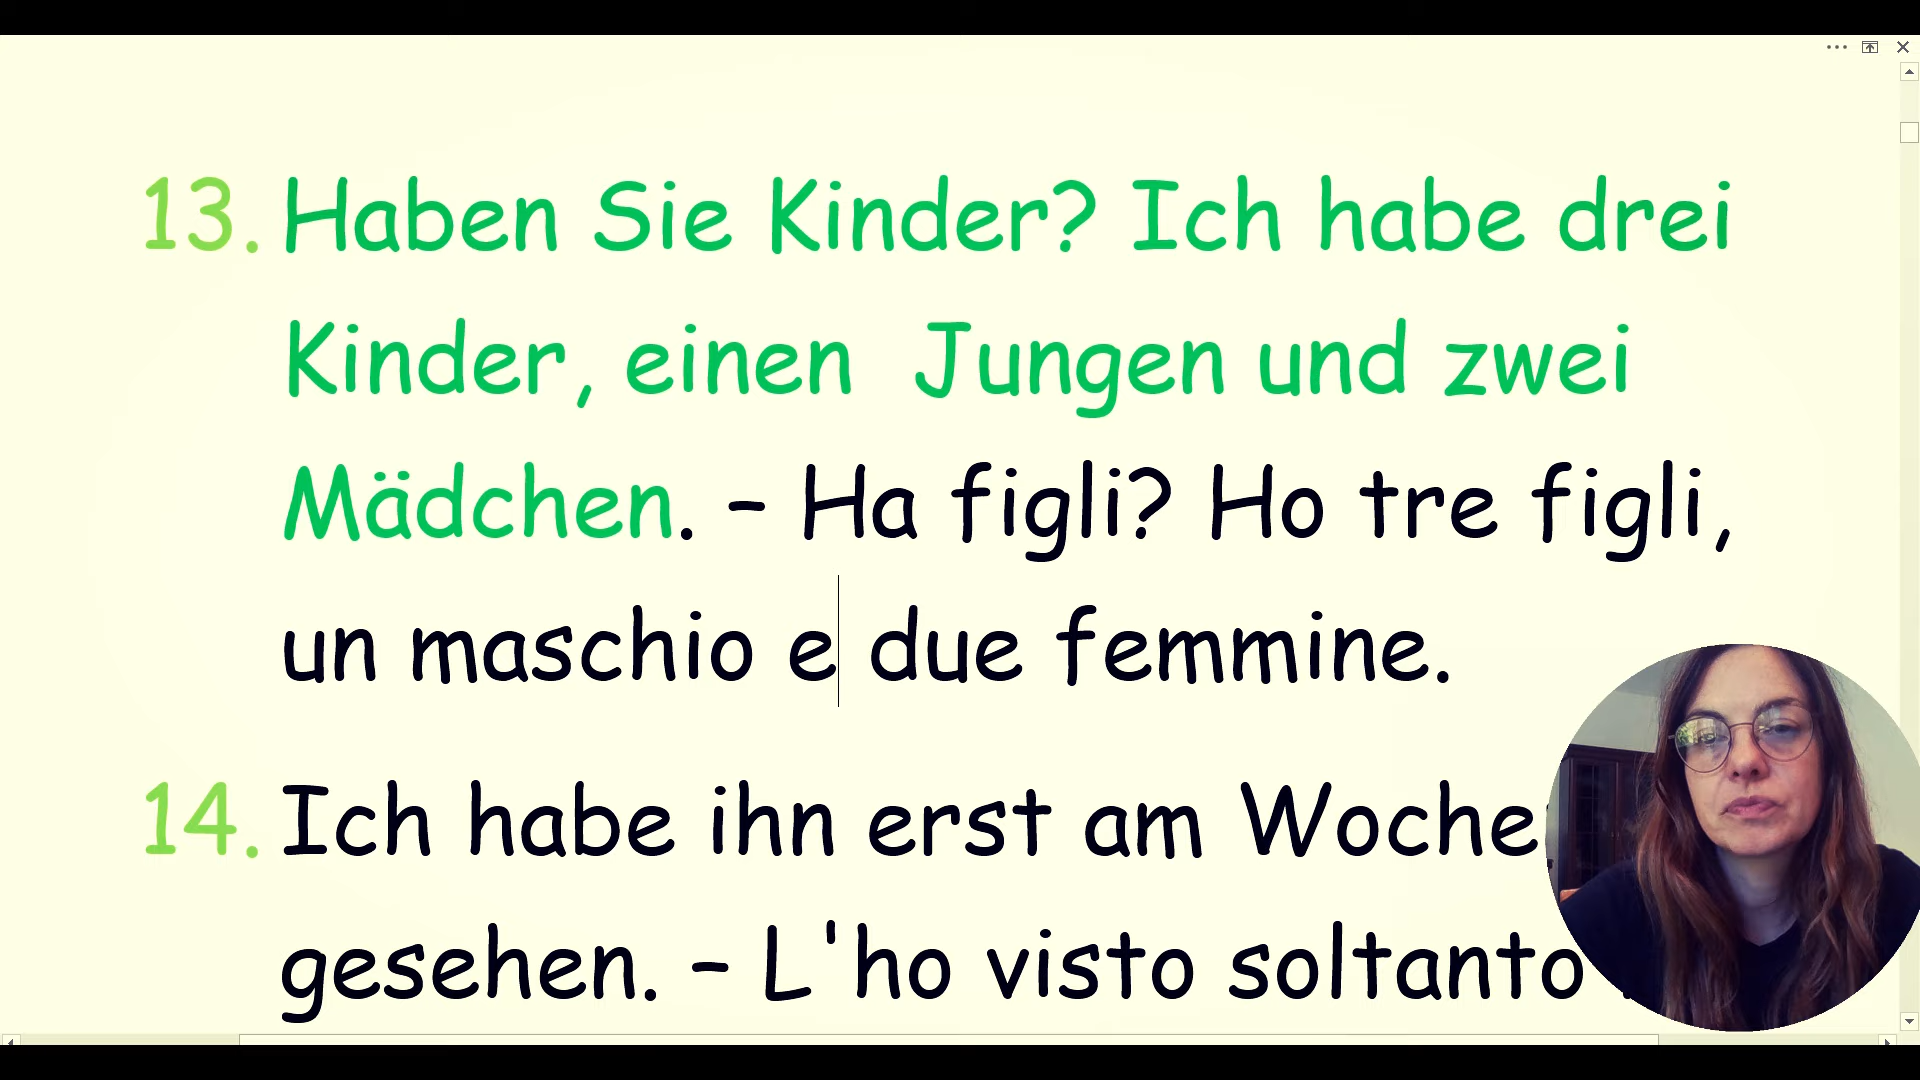 13. Haben Sie Kinder? Ich habe drei
Kinder, einen Jungen und zwei
Mädchen. – Ha figli? Ho tre figli,
un maschio e due femmine.
14. Ich habe ihn erst am
gesehen. – L'ho visto soltanto